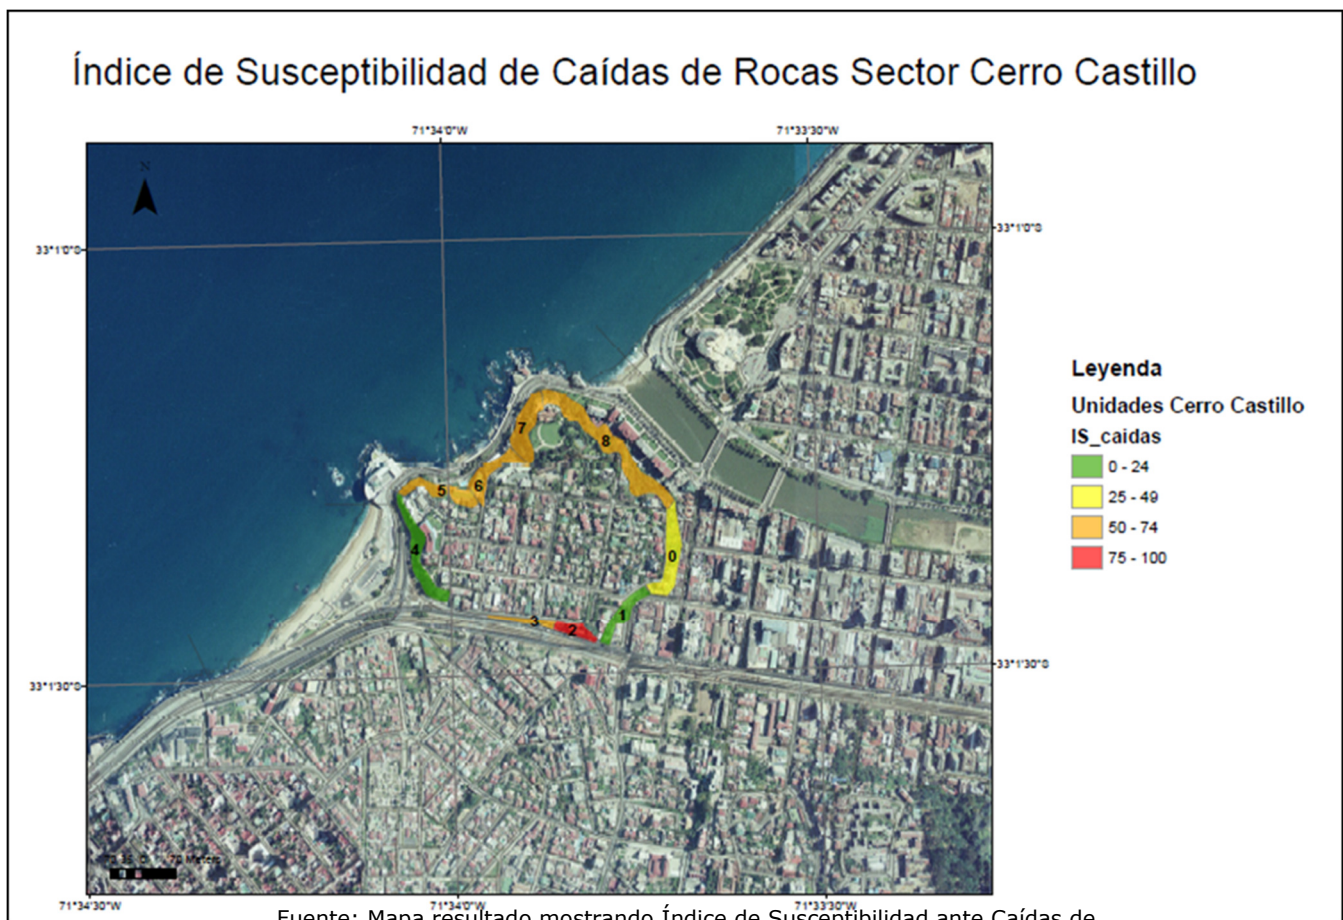 Índice de Susceptibilidad de Caídas de Rocas Sector Cerro Castillo
71°34'0"W 71°33'30"W
N
33°1'0"S 33°1'0"S
7
8
5 6
4
0
1
3 2
33°1'30"S 33°1'30"S
Leyenda
Unidades Cerro Castillo
IS_caidas
0 - 24
25 - 49
50 - 74
75 - 100
70 Meters
71°34'30"W 71°34'0"W 71°33'30"W
Fuente: Mapa resultado mostrando Índice de Susceptibilidad ante Caídas de